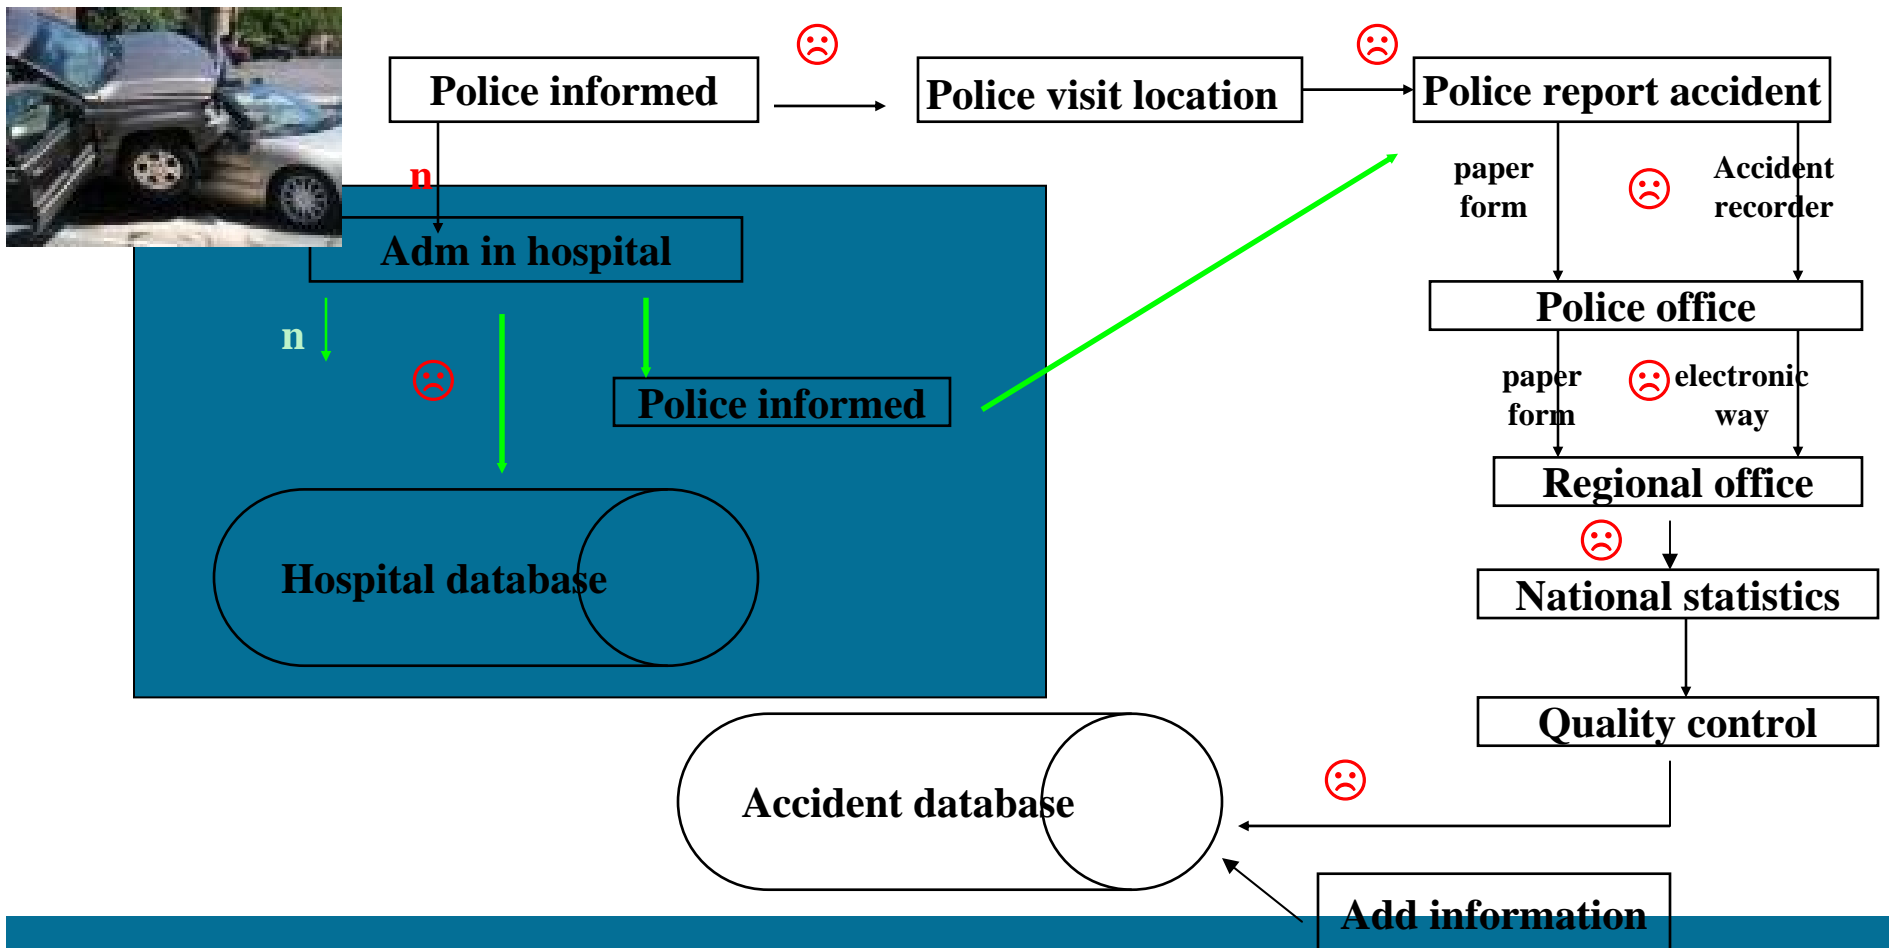 Police informed
Police visit location
Police report accident
n
paper
form
Accident
recorder
Adm in hospital
Police office
n
Police informed
paper
form
electronic
way
Regional office
Hospital database
National statistics
Quality control
Accident database
Add information